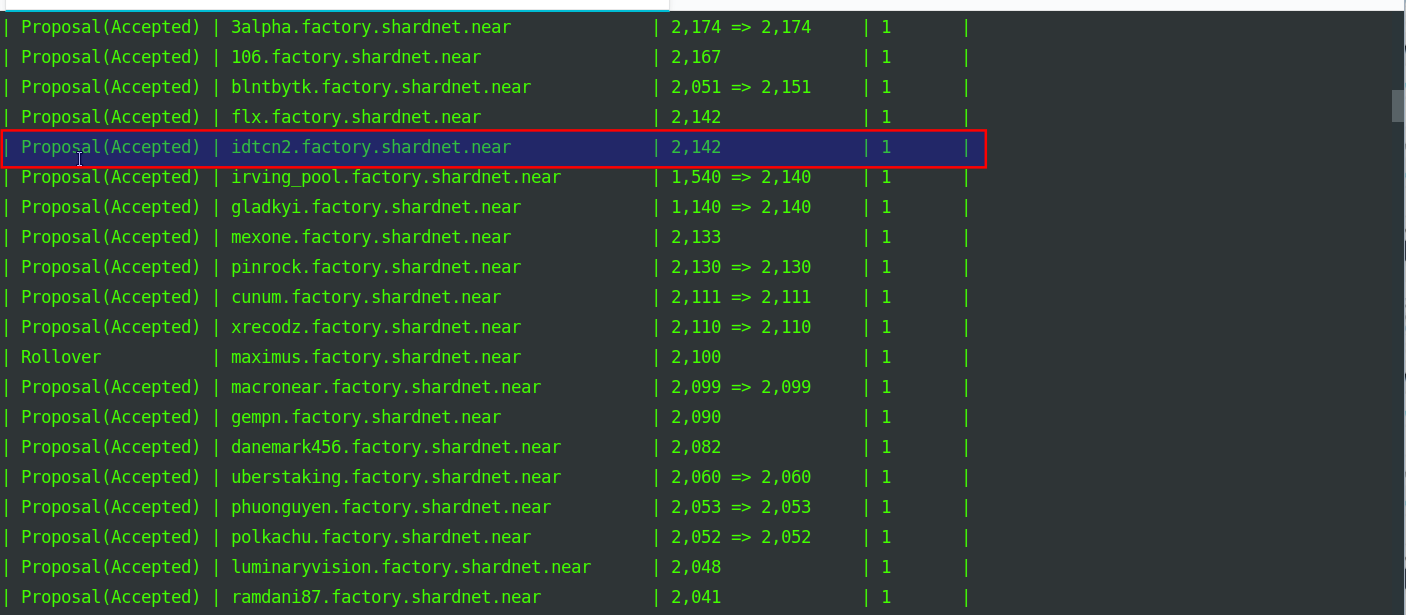 | Proposal(Accepted) | 3alpha.factory.shardnet.near | 2,174 => 2,174 | 1 |
| Proposal(Accepted) | 106.factory.shardnet.near | 2,167 | 1 |
| Proposal(Accepted) | blntbytk.factory.shardnet.near | 2,051 => 2,151 | 1 |
| Proposal(Accepted) | flx.factory.shardnet.near | 2,142 | 1 |
| Proposal(Accepted) | idtcn2.factory.shardnet.near | 2,142 | 1 |
| Proposal(Accepted) | irving_pool.factory.shardnet.near | 1,540 => 2,140 | 1 |
| Proposal(Accepted) | gladkyi.factory.shardnet.near | 1,140 => 2,140 | 1 |
| Proposal(Accepted) | mexone.factory.shardnet.near | 2,133 | 1 |
| Proposal(Accepted) | pinrock.factory.shardnet.near | 2,130 => 2,130 | 1 |
| Proposal(Accepted) | cunum.factory.shardnet.near | 2,111 => 2,111 | 1 |
| Proposal(Accepted) | xrecodz.factory.shardnet.near | 2,110 => 2,110 | 1 |
| Rollover | maximus.factory.shardnet.near | 2,100 | 1 |
| Proposal(Accepted) | macronear.factory.shardnet.near | 2,099 => 2,099 | 1 |
| Proposal(Accepted) | gempn.factory.shardnet.near | 2,090 | 1 |
| Proposal(Accepted) | danemark456.factory.shardnet.near | 2,082 | 1 |
| Proposal(Accepted) | uberstaking.factory.shardnet.near | 2,060 => 2,060 | 1 |
| Proposal(Accepted) | phuonguyen.factory.shardnet.near | 2,053 => 2,053 | 1 |
| Proposal(Accepted) | polkachu.factory.shardnet.near | 2,052 => 2,052 | 1 |
| Proposal(Accepted) | luminaryvision.factory.shardnet.near | 2,048 | 1 |
| Proposal(Accepted) | ramdani87.factory.shardnet.near | 2,041 | 1 |